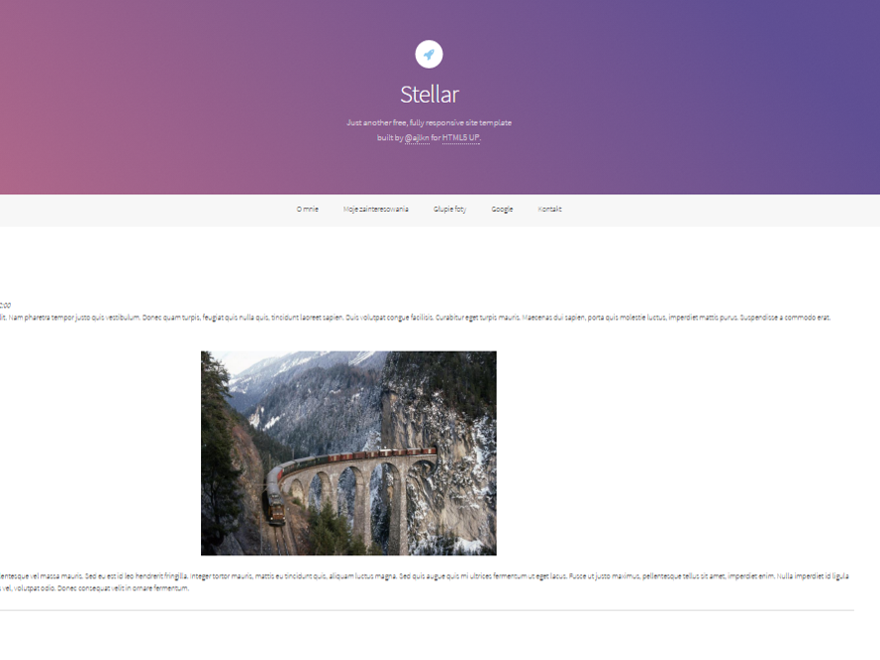 Stellar
Just another free, fully responsive site template
built by @ajlkn for HTML5 UP.
O mnie Moje zainteresowania Glupie foty Google Kontakt
:00
Nam pharetra tempor justo quis vestibulum. Donec quam turpis, feugiat quis nulla quis, tincidunt laoreet sapien. Duis volutpat congue facilisis. Curabitur eget turpis mauris. Maecenas dui sapien, porta quis molestie luctus, imperdiet mattis purus. Suspendisse a commodo erat.
lentesque vel massa mauris. Sed eu est id leo hendrerit fringilla. Integer tortor mauris, mattis eu tincidunt quis, aliquam luctus magna. Sed quis augue quis mi ultrices fermentum ut eget lacus. Fusce ut justo maximus, pellentesque tellus sit amet, imperdiet enim. Nulla imperdiet id ligula
vel, volutpat odio. Donec consequat velit in ornare fermentum.